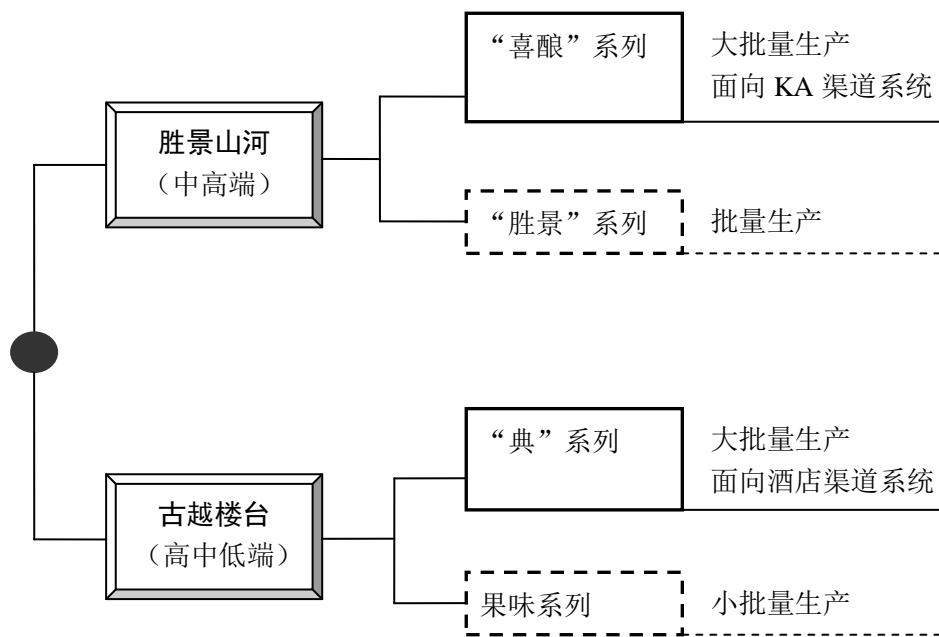 “喜酿”系列
大批量生产
面向 KA 渠道系统
胜景山河
（中高端）
“胜景”系列
批量生产
“典”系列
大批量生产
面向酒店渠道系统
古越楼台
（高中低端）
果味系列
小批量生产